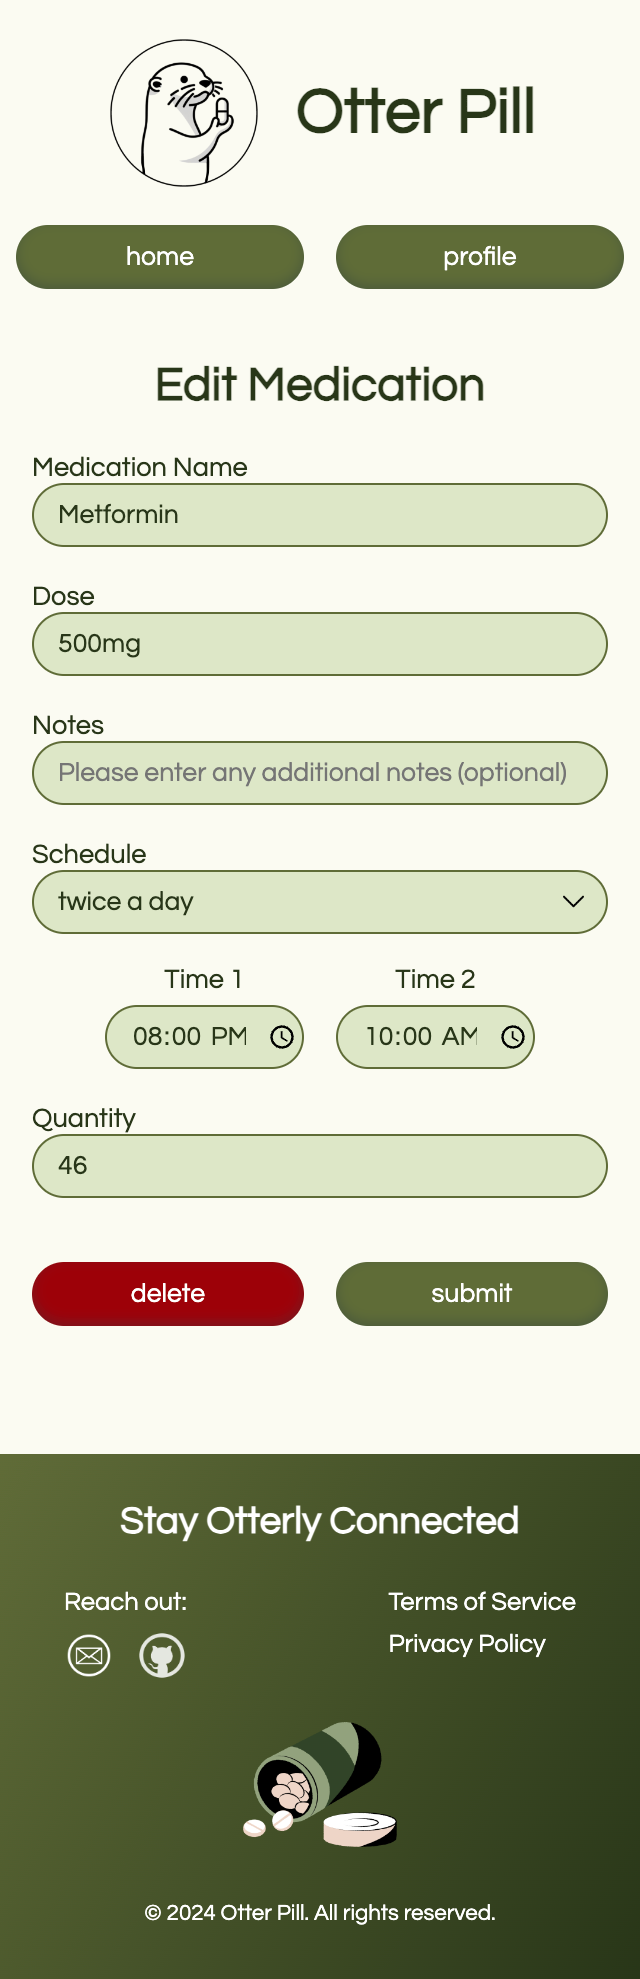 Otter Pill
home
profile
Edit Medication
Medication Name
Metformin
Dose
500mg
Notes
Please enter any additional notes (optional)
Schedule
twice a day
Time 1
Time 2
08:00 PM
10:00 AM
Quantity
46
delete
submit
Stay Otterly Connected
Reach out:
Terms of Service
Privacy Policy
© 2024 Otter Pill. All rights reserved.